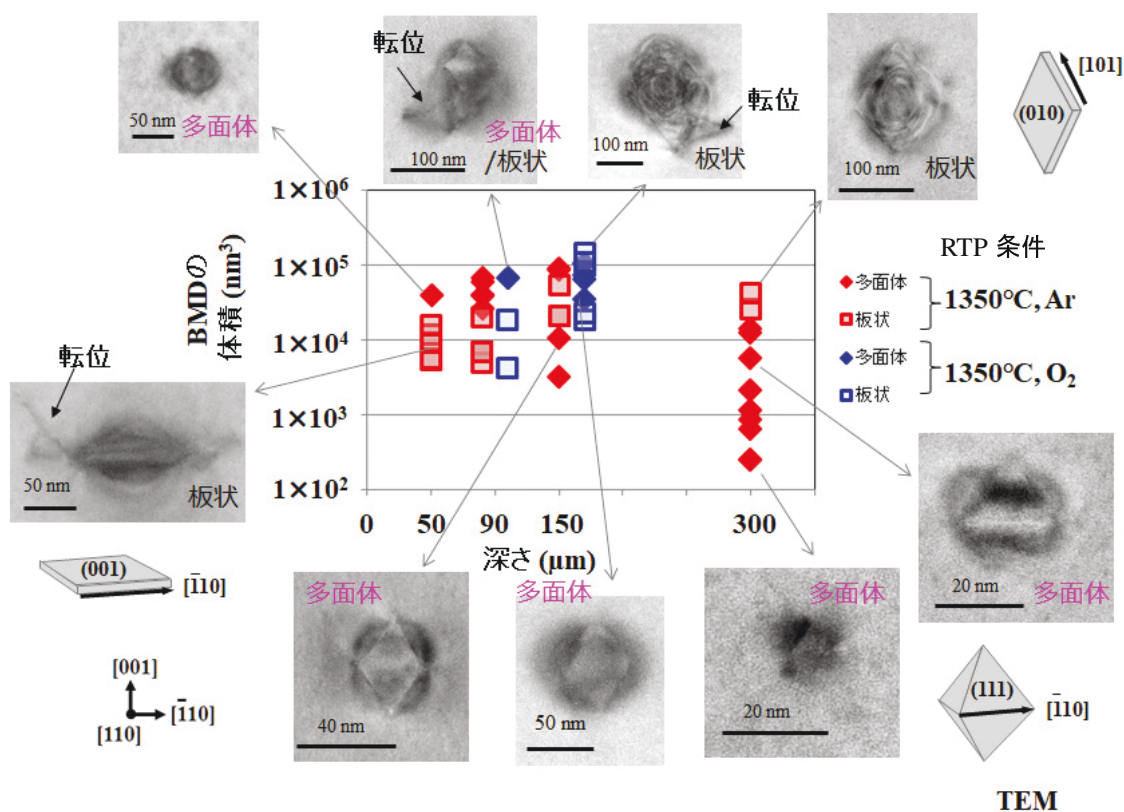 転位
50 nm
多面体
転位
100 nm
多面体
/板状
100 nm
板状
100 nm
板状
(010)
[101]
1×10⁶
1×10⁵
1×10⁴
1×10³
1×10²
BMDの
体積 (nm³)
0
50
90
150
300
深さ (μm)
RTP 条件
多面体
板状
1350℃, Ar
多面体
板状
1350℃, O₂
転位
50 nm
板状
(001)
[1̄10]
[001]
[1̄10]
[110]
多面体
40 nm
多面体
50 nm
多面体
20 nm
20 nm
多面体
(111)
[1̄10]
TEM